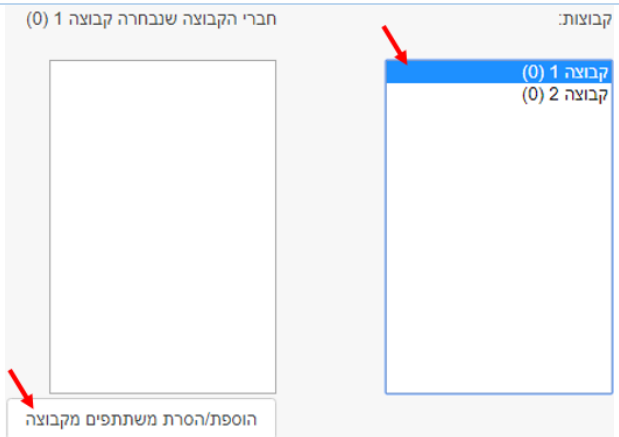 קבוצות:
קבוצה 1 (0)
קבוצה 2 (0)
חברי הקבוצה שנבחרה קבוצה 1 (0)
הוספת/הסרת משתתפים מקבוצה